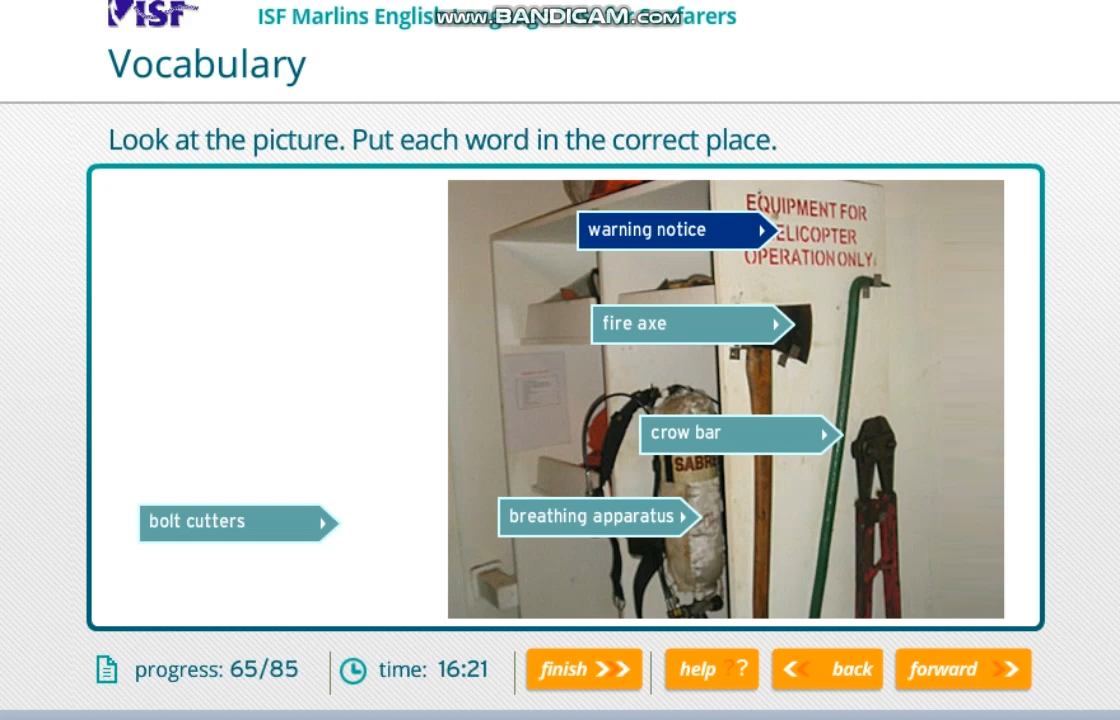 ISF
ISF Marlins English
www.BANDICAM.com
farers
Vocabulary
Look at the picture. Put each word in the correct place.
EQUIPMENT FOR
ELICOPTER
OPERATION ONLY.
warning notice
fire axe
crow bar
SABRE
breathing apparatus
bolt cutters
progress: 65/85
time: 16:21
finish
help ??
back
forward